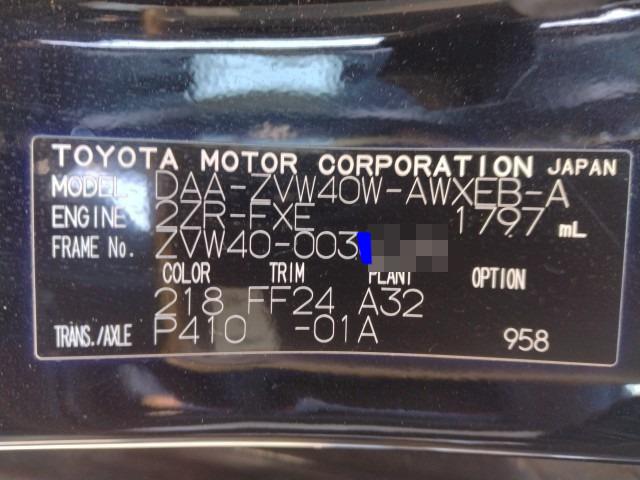 TOYOTA MOTOR CORPORATION JAPAN
MODEL DAA-ZVW40W-AWXEB-A
ENGINE 2ZR-FXE 1797 mL
FRAME No. ZVW40-003
COLOR TRIM PLANT OPTION
218 FF24 A32
TRANS./AXLE P410 -01A 958